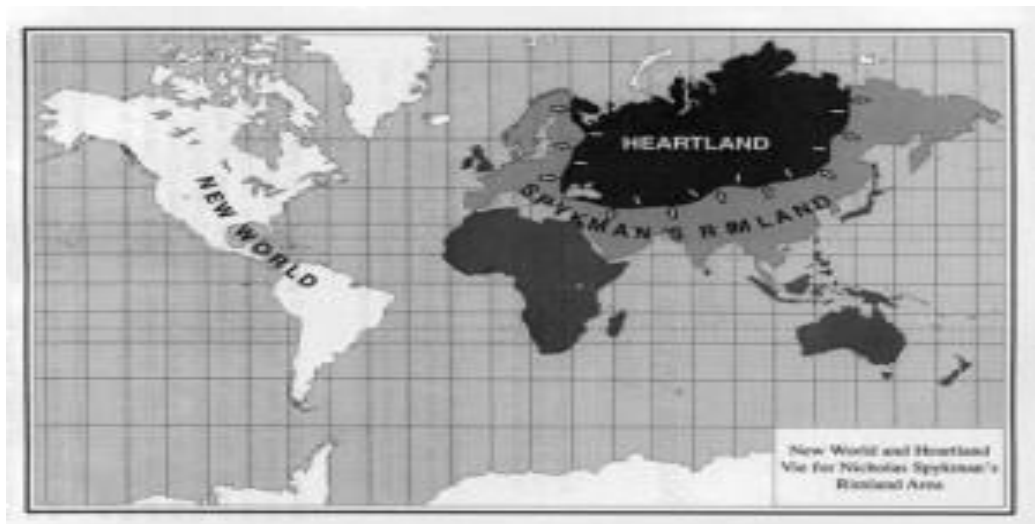 HEARTLAND
SPYKMAN'S RIMLAND
NEW WORLD
New World and Heartland
Vie for Nicholas Spykman's
Rimland Area